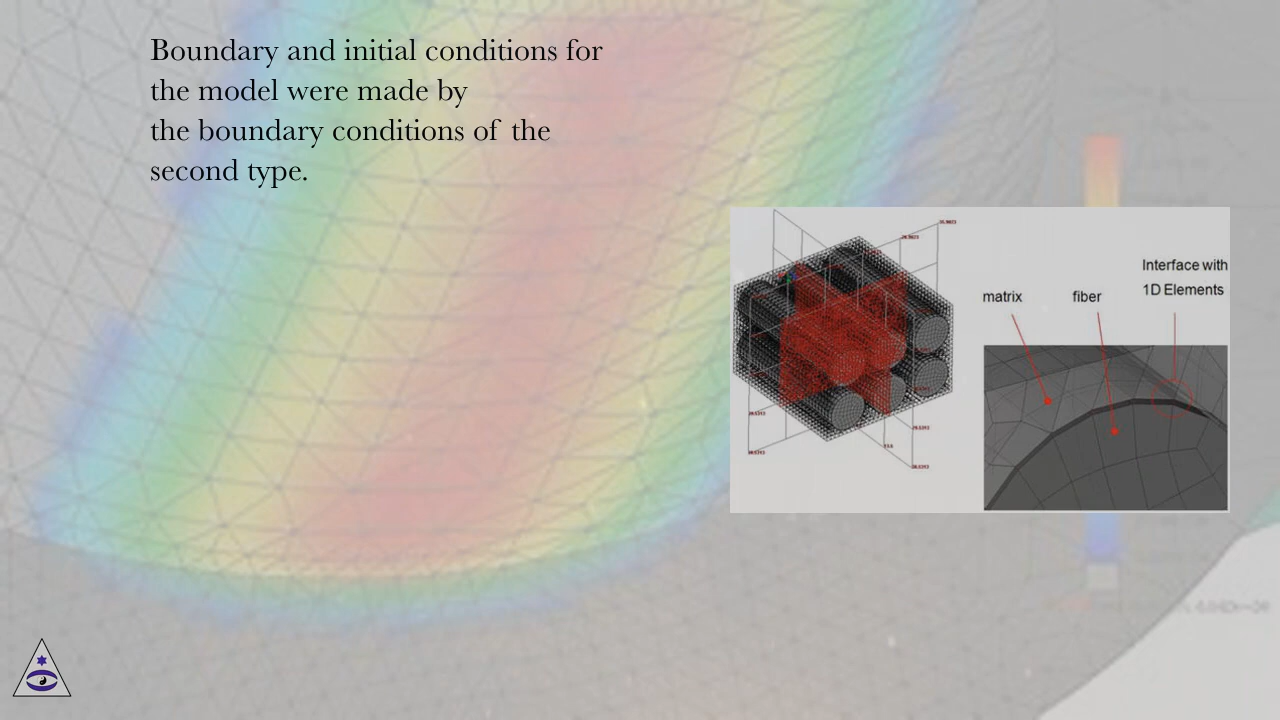 Boundary and initial conditions for
the model were made by
the boundary conditions of the
second type.
Interface with
1D Elements
matrix
fiber